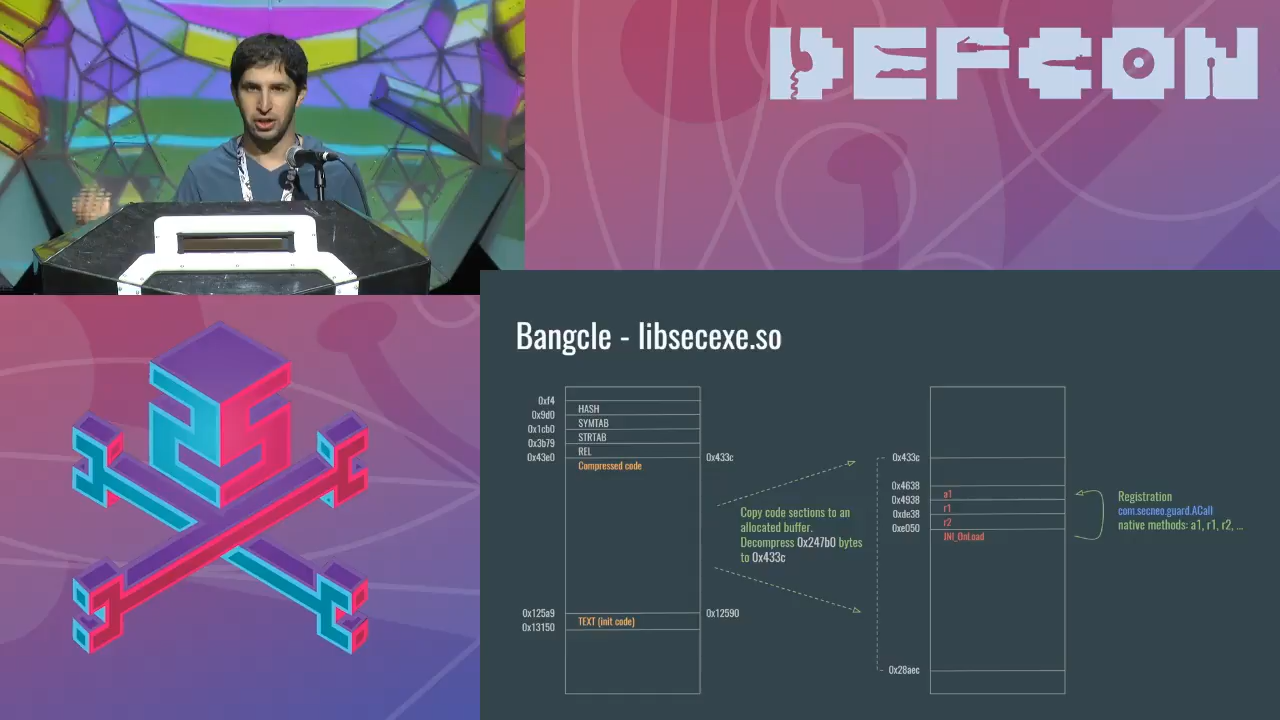 DEFCON
Bangcle - libsecexe.so
0xf4
HASH
0x9d0
SYMTAB
0x1cb0
STRTAB
0x3b79
REL
0x43e0
0x433c
Compressed code
Copy code sections to an
allocated buffer.
Decompress 0x247b0 bytes
to 0x433c
0x125a9
0x12590
TEXT (init code)
0x13150
0x433c
0x4638
a1
0x4938
r1
0xde38
r2
0xe050
JNI_OnLoad
0x28aec
Registration
com.secneo.guard.ACall
native methods: a1, r1, r2, ...